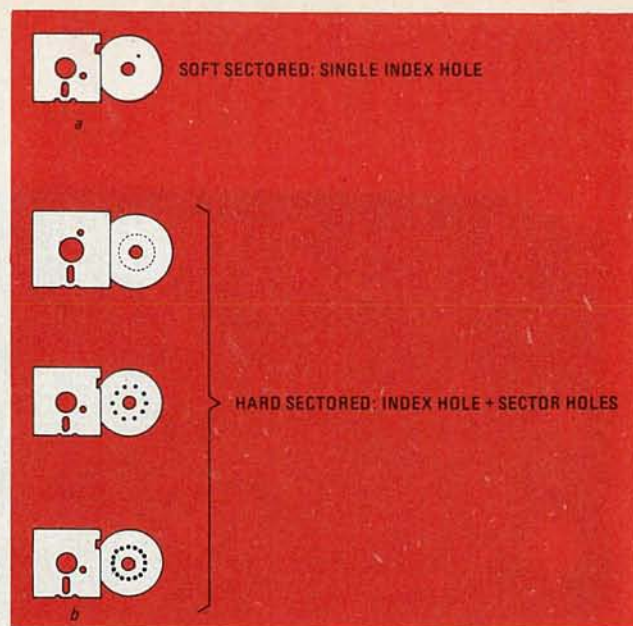 SOFT SECTORED: SINGLE INDEX HOLE
a
HARD SECTORED: INDEX HOLE + SECTOR HOLES
b